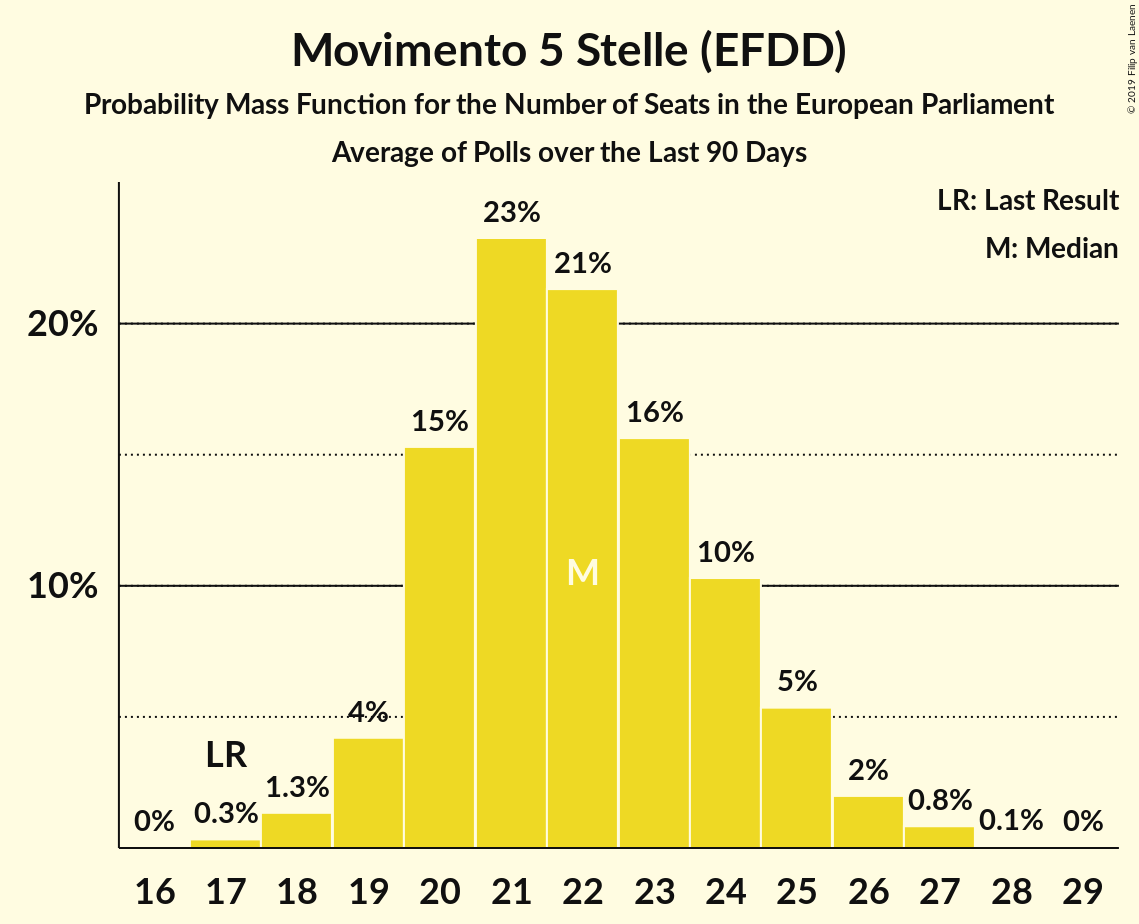 Movimento 5 Stelle (EFDD)
Probability Mass Function for the Number of Seats in the European Parliament
Average of Polls over the Last 90 Days
© 2019 Filip van Laenen
LR: Last Result
M: Median
23%
21%
20%
16%
15%
10%
M
10%
5%
4%
LR
2%
1.3%
0.8%
0.3%
0%
0.1%
0%
16 17 18 19 20 21 22 23 24 25 26 27 28 29